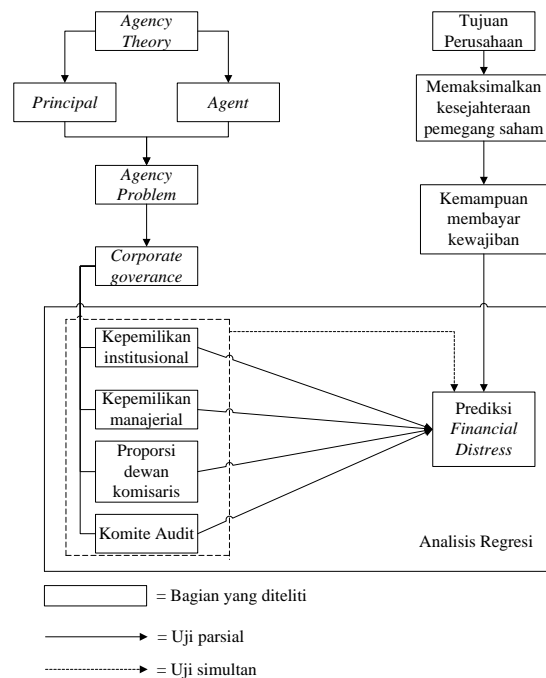 Agency
Theory
Principal
Agent
Agency
Problem
Corporate
goverance
Tujuan
Perusahaan
Memaksimalkan
kesejahteraan
pemegang saham
Kemampuan
membayar
kewajiban
Kepemilikan
institusional
Kepemilikan
manajerial
Proporsi
dewan
komisaris
Komite Audit
Prediksi
Financial
Distress
Analisis Regresi
= Bagian yang diteliti
= Uji parsial
= Uji simultan